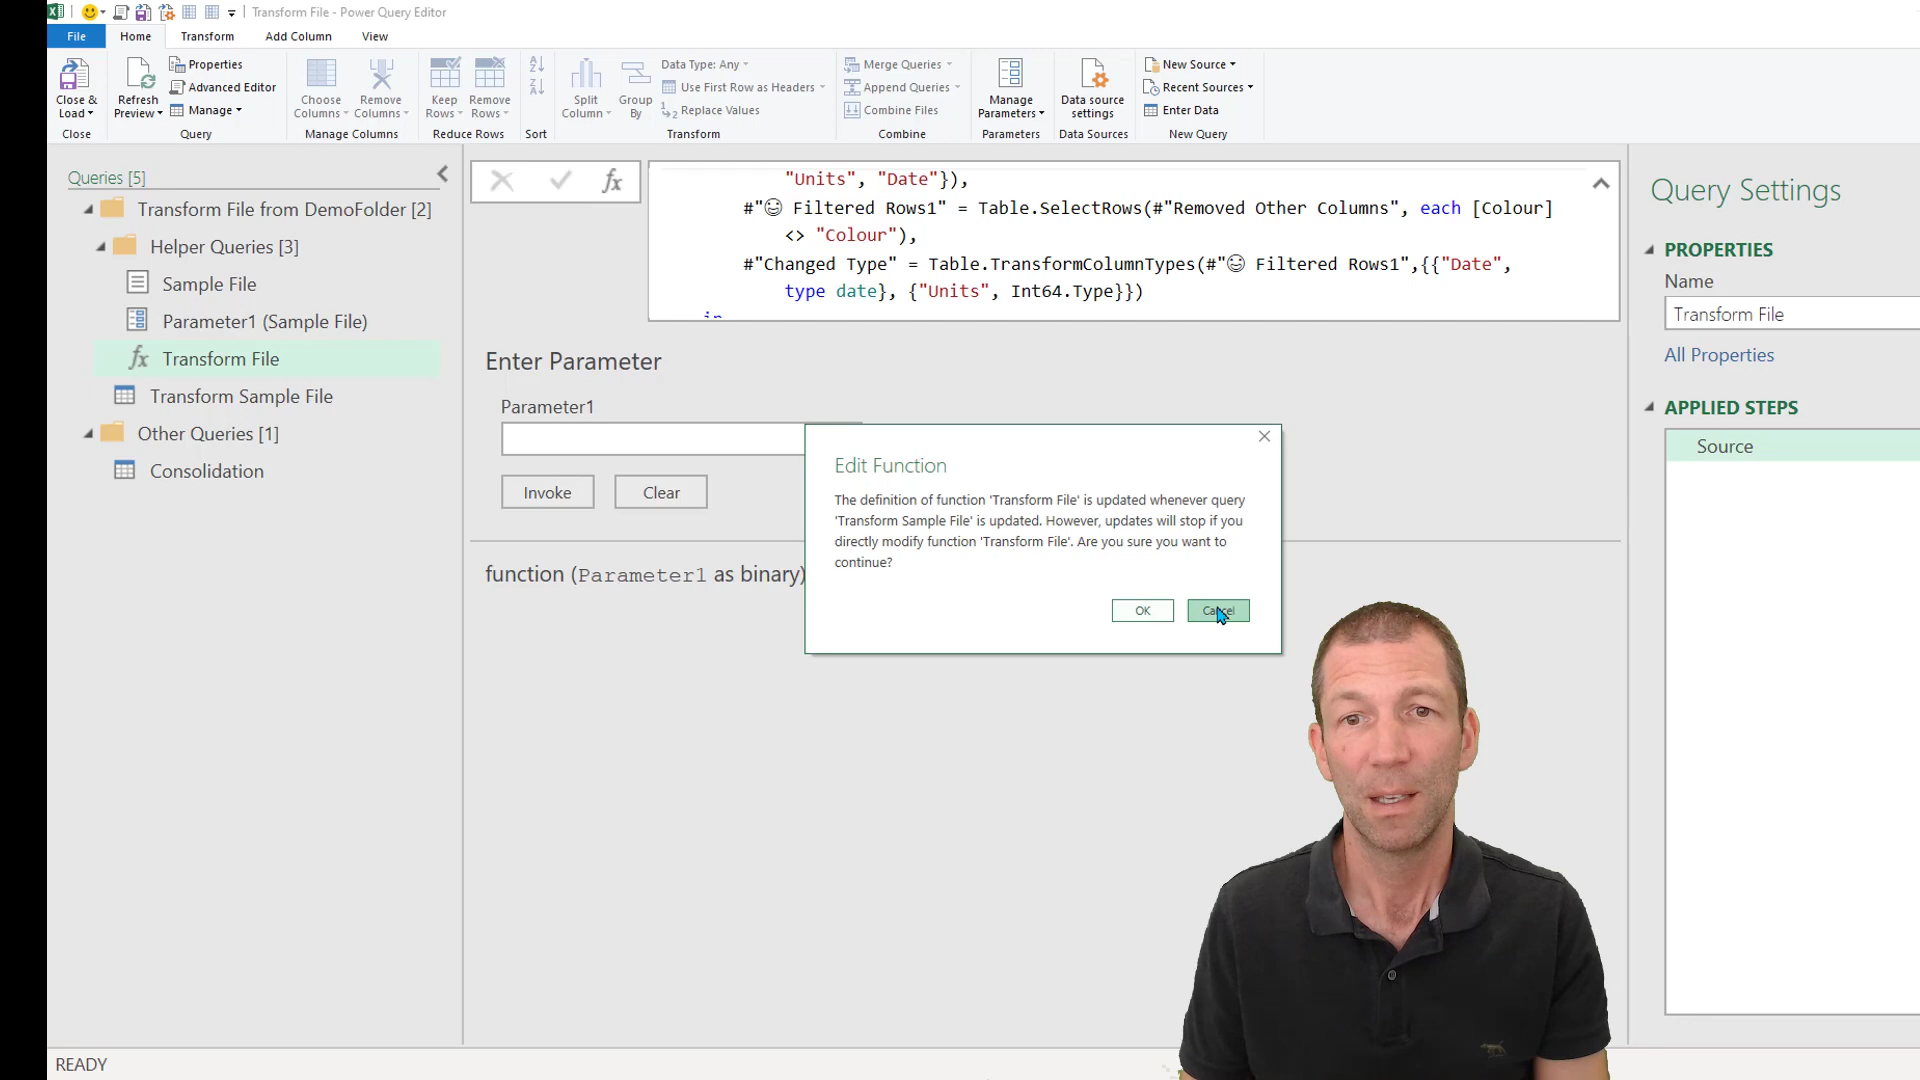 Transform File - Power Query Editor
File
Home
Transform
Add Column
View
Close & Load
Close
Refresh Preview
Properties
Advanced Editor
Manage
Query
Choose Columns
Remove Columns
Manage Columns
Keep Rows
Remove Rows
Reduce Rows
A Z
Z A
Sort
Split Column
Group By
Data Type: Any
Use First Row as Headers
1 2 Replace Values
Transform
Merge Queries
Append Queries
Combine Files
Combine
Manage Parameters
Parameters
Data source settings
Data Sources
New Source
Recent Sources
Enter Data
New Query
Queries [5]
Transform File from DemoFolder [2]
Helper Queries [3]
Sample File
Parameter1 (Sample File)
fx Transform File
Transform Sample File
Other Queries [1]
Consolidation
fx
"Units", "Date"}),
#"😉 Filtered Rows1" = Table.SelectRows(#"Removed Other Columns", each [Colour]
<> "Colour"),
#"Changed Type" = Table.TransformColumnTypes(#"😉 Filtered Rows1",{{"Date",
type date}, {"Units", Int64.Type}})
in
Enter Parameter
Parameter1
Invoke
Clear
function (Parameter1 as binary)
Edit Function
The definition of function 'Transform File' is updated whenever query
'Transform Sample File' is updated. However, updates will stop if you
directly modify function 'Transform File'. Are you sure you want to
continue?
OK
Cancel
Query Settings
PROPERTIES
Name
Transform File
All Properties
APPLIED STEPS
Source
READY